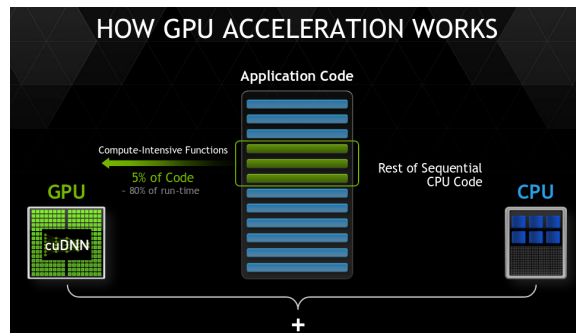 HOW GPU ACCELERATION WORKS
Application Code
Compute-Intensive Functions
5% of Code
~ 80% of run-time
Rest of Sequential
CPU Code
GPU
CPU
cuDNN
+